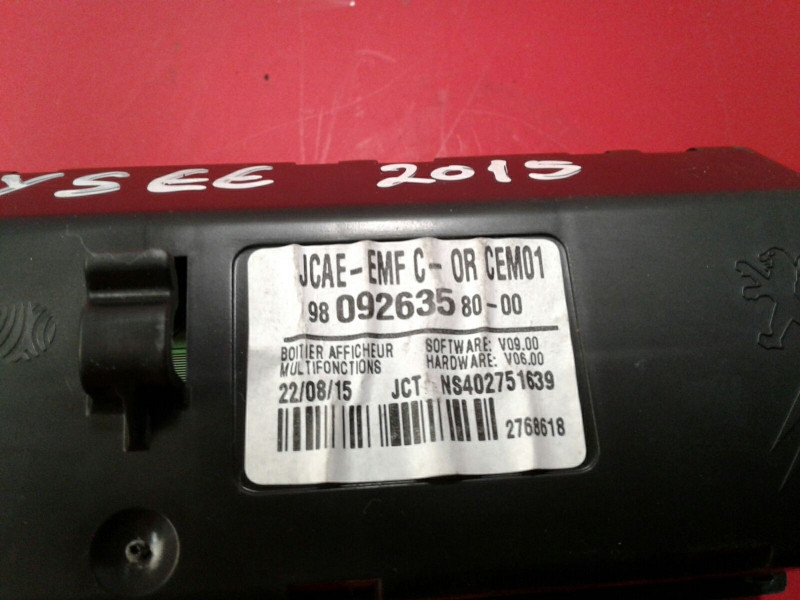 YSEE 2015
JCAE-EMF C-OR CEM01
98 092635 80-00
BOITIER AFFICHEUR SOFTWARE: V09.00
MULTIFONCTIONS HARDWARE: V06.00
22/08/15 JCT NS402751639
2768618